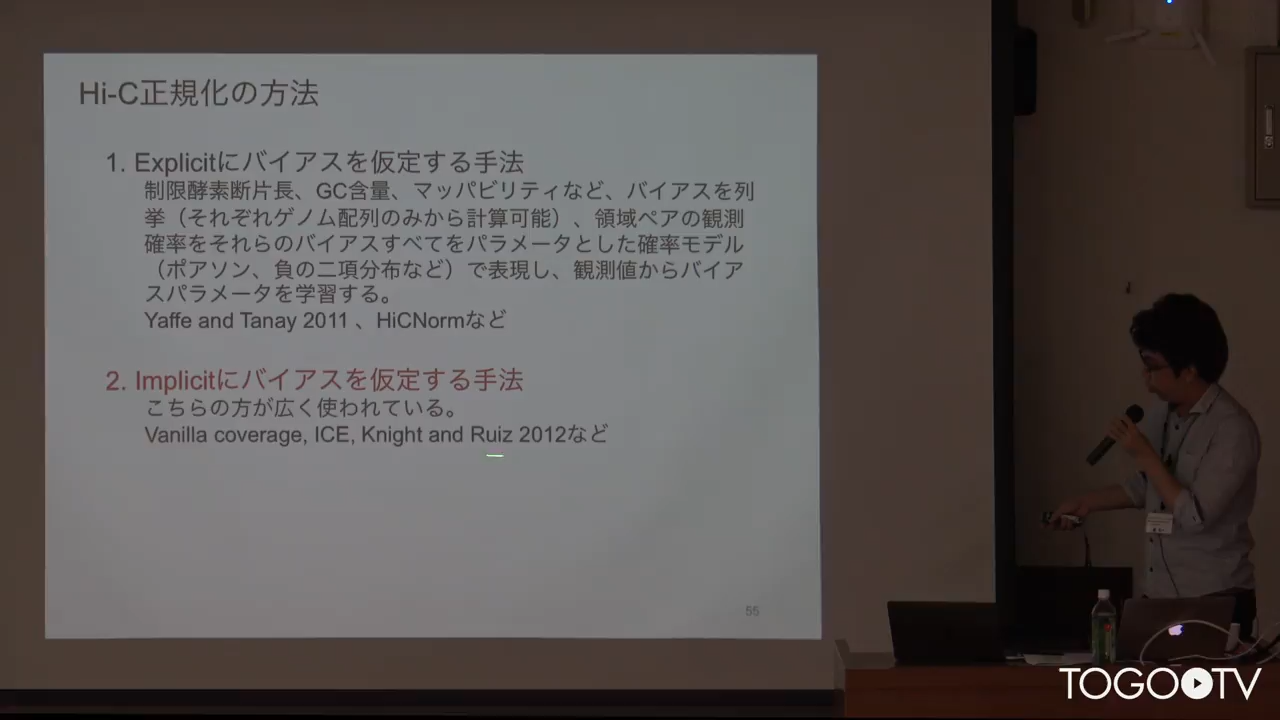 Hi-C正規化の方法
1. Explicitにバイアスを仮定する手法
制限酵素断片長、GC含量、マッパビリティなど、バイアスを列
挙（それぞれゲノム配列のみから計算可能）、領域ペアの観測
確率をそれらのバイアスすべてをパラメータとした確率モデル
（ポアソン、負の二項分布など）で表現し、観測値からバイア
スパラメータを学習する。
Yaffe and Tanay 2011 、HiCNormなど
2. Implicitにバイアスを仮定する手法
こちらの方が広く使われている。
Vanilla coverage, ICE, Knight and Ruiz 2012など
55
TOGOTV